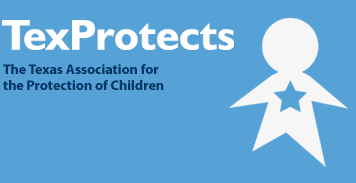 TexProtects
The Texas Association for
the Protection of Children